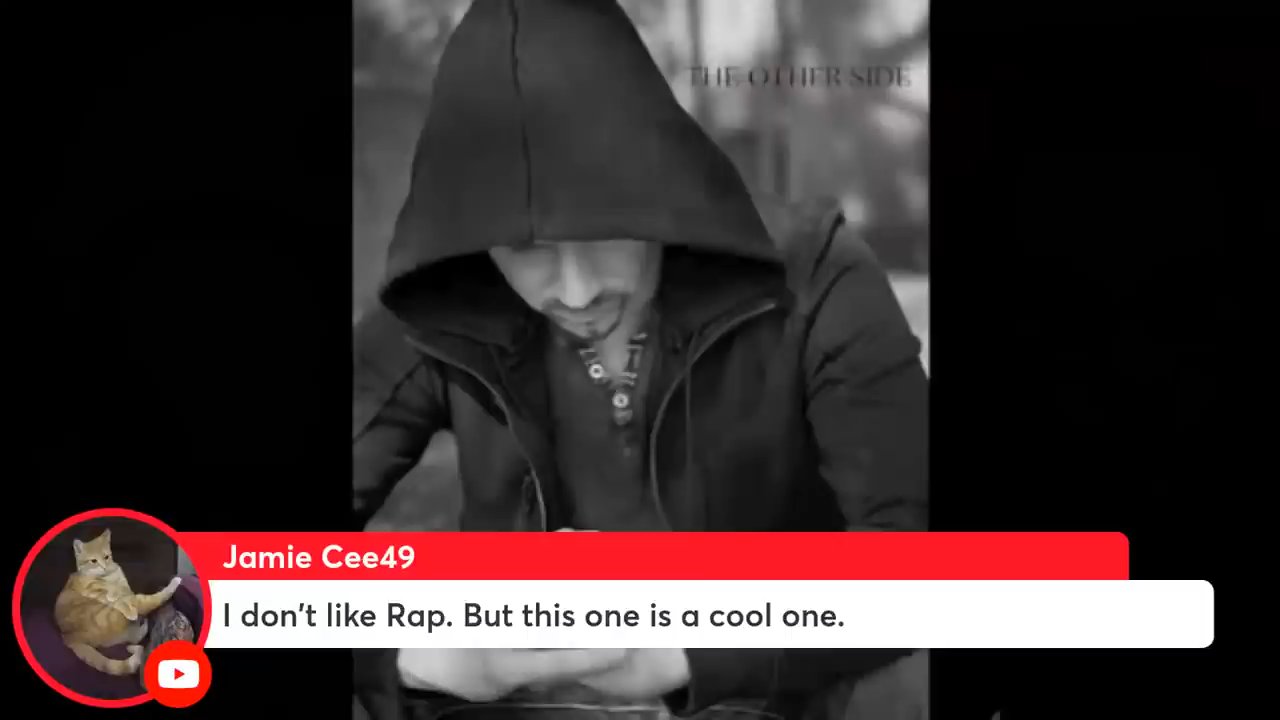 THE OTHER SIDE
Jamie Cee49
I don't like Rap. But this one is a cool one.